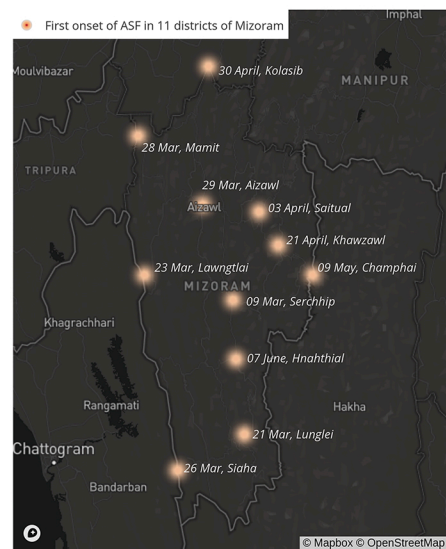 First onset of ASF in 11 districts of Mizoram
Imphal
Moulvibazar
30 April, Kolasib
MANIPUR
28 Mar, Mamit
TRIPURA
29 Mar, Aizawl
Aizawl
03 April, Saitual
21 April, Khawzawl
23 Mar, Lawngtlai
09 May, Champhai
MIZORAM
09 Mar, Serchhip
Khagrachhari
07 June, Hnahthial
Rangamati
Hakha
21 Mar, Lunglei
Chattogram
26 Mar, Siaha
Bandarban
© Mapbox © OpenStreetMap